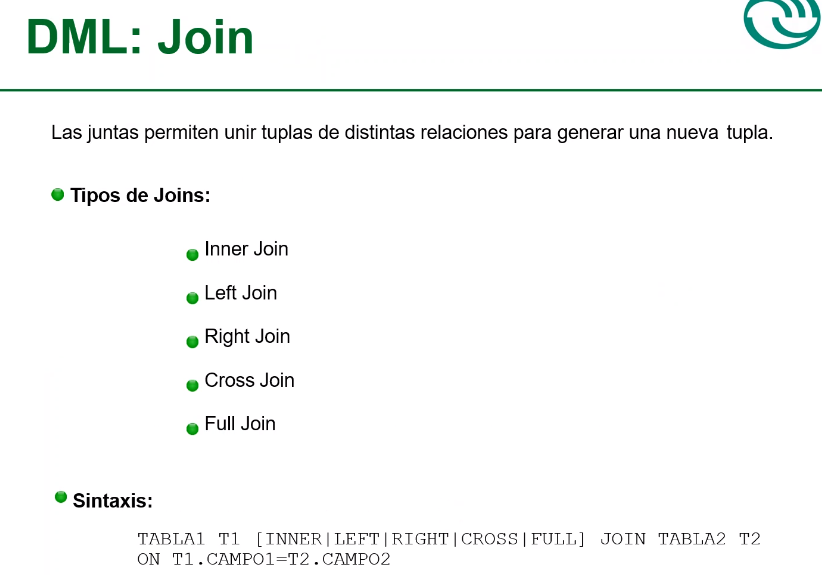 DML: Join
Las juntas permiten unir tuplas de distintas relaciones para generar una nueva tupla.
Tipos de Joins:
Inner Join
Left Join
Right Join
Cross Join
Full Join
Sintaxis:
TABLA1 T1 [INNER|LEFT|RIGHT|CROSS|FULL] JOIN TABLA2 T2
ON T1.CAMPO1=T2.CAMPO2